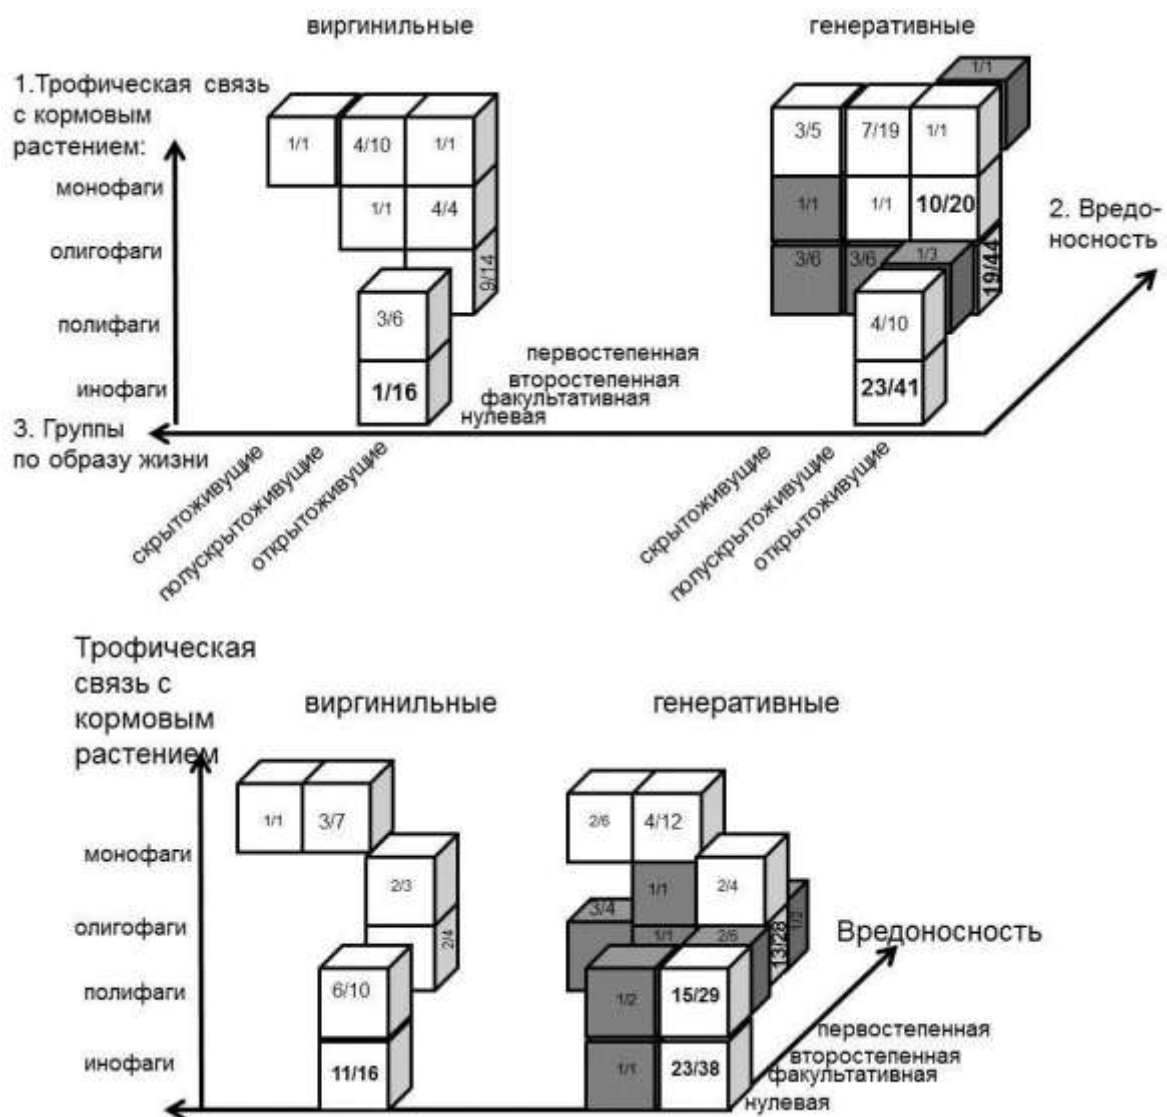 виргинильные
генеративные
1.Трофическая связь
с кормовым
растением:
монофаги
олигофаги
полифаги
инофаги
3. Группы
по образу жизни
1/1
4/10
1/1
1/1
4/4
9/14
3/6
1/16
первостепенная
второстепенная
факультативная
нулевая
1/1
3/5
7/19
1/1
1/1
1/1
10/20
3/6
3/6
1/3
19/44
4/10
23/41
2. Вредо-
носность
скрытоживущие
полускрытоживущие
открытоживущие
скрытоживущие
полускрытоживущие
открытоживущие
Трофическая
связь с
кормовым
растением
виргинильные
генеративные
монофаги
олигофаги
полифаги
инофаги
1/1
3/7
2/3
2/4
6/10
11/16
2/6
4/12
1/1
2/4
3/4
1/1
2/6
13/28
1/2
1/2
15/29
1/1
23/38
Вредоносность
первостепенная
второстепенная
факультативная
нулевая